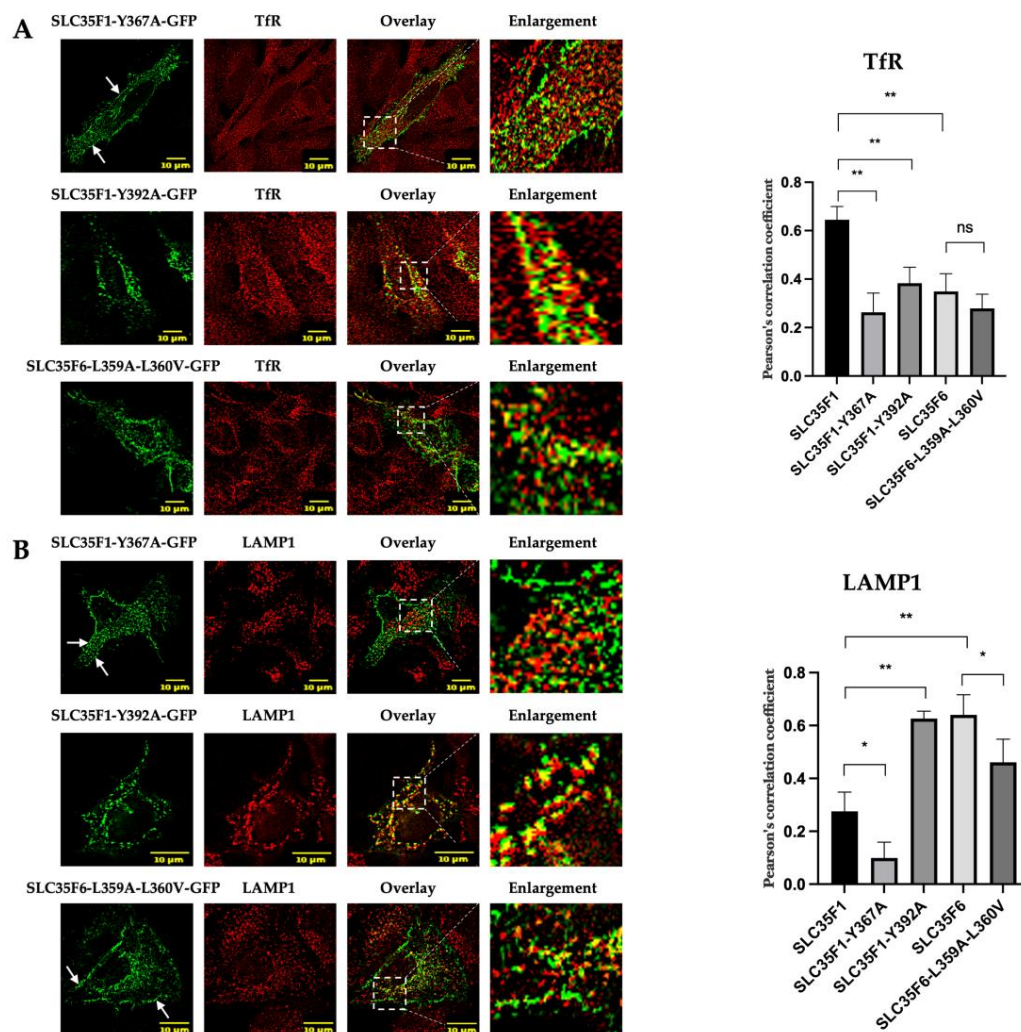 A
SLC35F1-Y367A-GFP TfR Overlay Enlargement
10 μm 10 μm 10 μm
SLC35F1-Y392A-GFP TfR Overlay Enlargement
10 μm 10 μm 10 μm
SLC35F6-L359A-L360V-GFP TfR Overlay Enlargement
10 μm 10 μm 10 μm
TfR
**
**
**
ns
Pearson's correlation coefficient
0.8
0.6
0.4
0.2
0.0
SLC35F1
SLC35F1-Y367A
SLC35F1-Y392A
SLC35F6
SLC35F6-L359A-L360V
B
SLC35F1-Y367A-GFP LAMP1 Overlay Enlargement
10 μm 10 μm 10 μm
SLC35F1-Y392A-GFP LAMP1 Overlay Enlargement
10 μm 10 μm 10 μm
SLC35F6-L359A-L360V-GFP LAMP1 Overlay Enlargement
10 μm 10 μm 10 μm
LAMP1
**
**
*
*
Pearson's correlation coefficient
0.8
0.6
0.4
0.2
0.0
SLC35F1
SLC35F1-Y367A
SLC35F1-Y392A
SLC35F6
SLC35F6-L359A-L360V